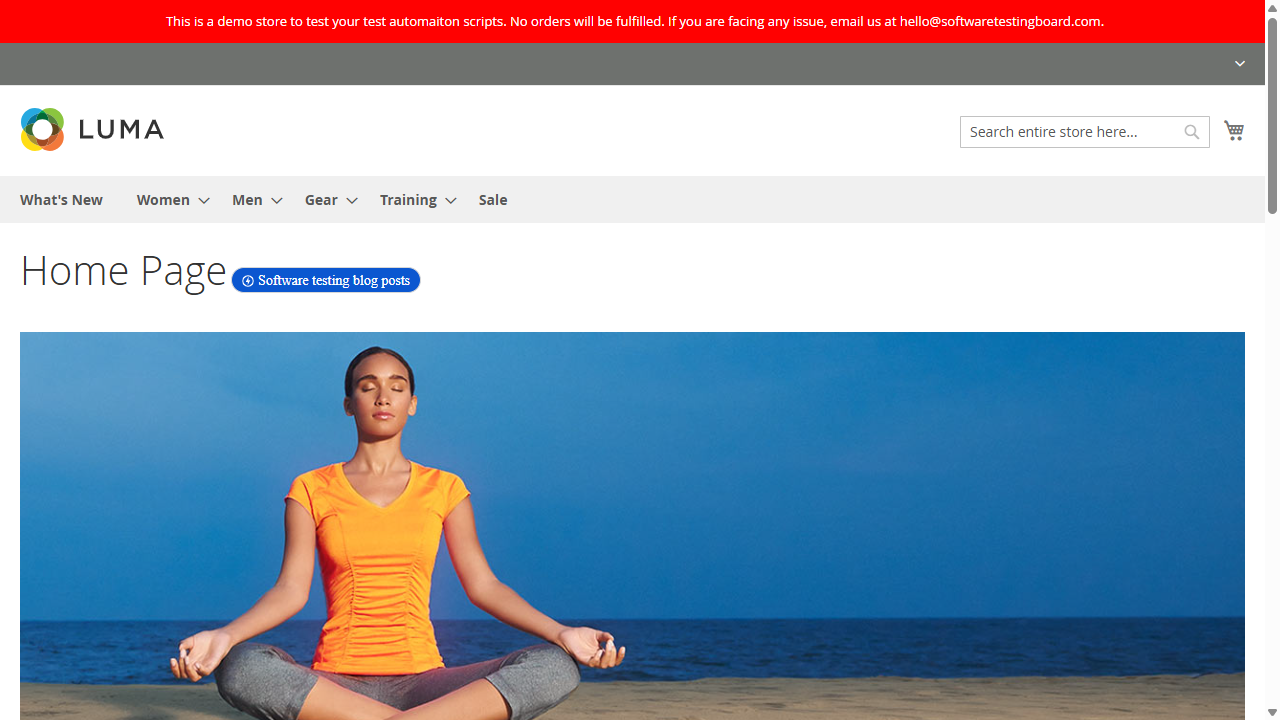 This is a demo store to test your test automaiton scripts. No orders will be fulfilled. If you are facing any issue, email us at hello@softwaretestingboard.com.
LUMA
Search entire store here...
What's New Women Men Gear Training Sale
Home Page
Software testing blog posts